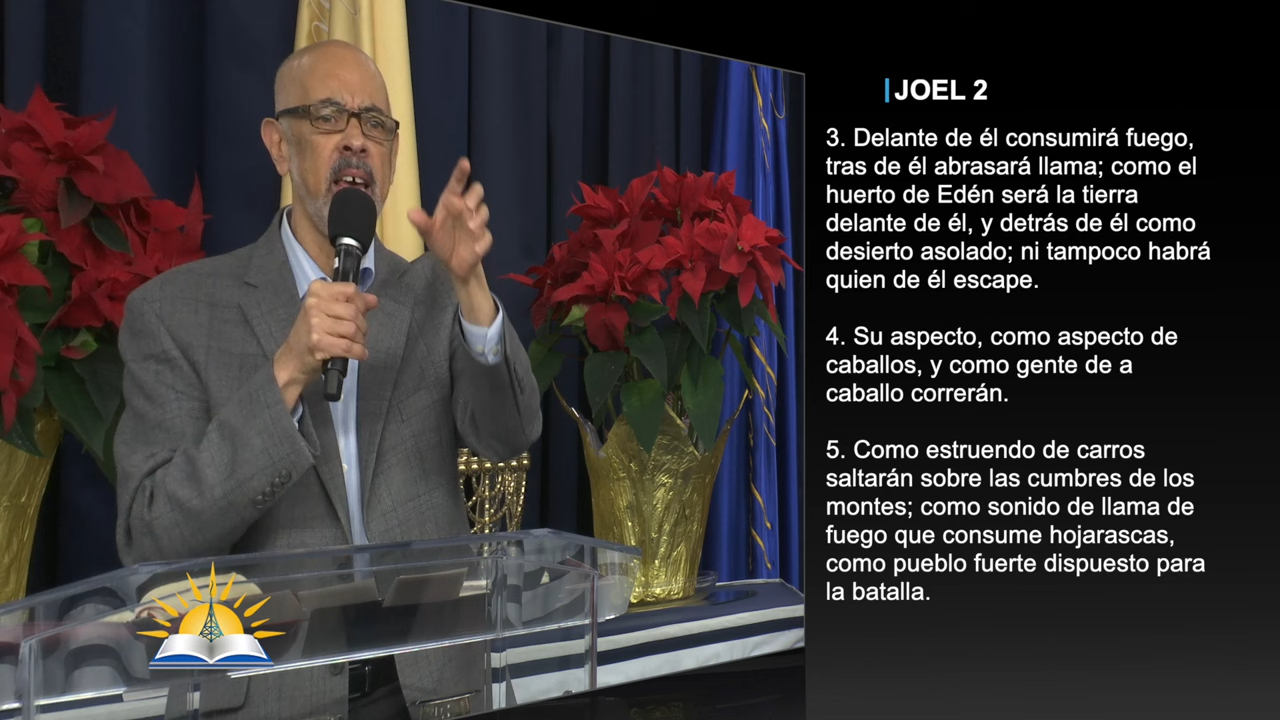 JOEL 2
3. Delante de él consumirá fuego,
tras de él abrasará llama; como el
huerto de Edén será la tierra
delante de él, y detrás de él como
desierto asolado; ni tampoco habrá
quien de él escape.
4. Su aspecto, como aspecto de
caballos, y como gente de a
caballo correrán.
5. Como estruendo de carros
saltarán sobre las cumbres de los
montes; como sonido de llama de
fuego que consume hojarascas,
como pueblo fuerte dispuesto para
la batalla.